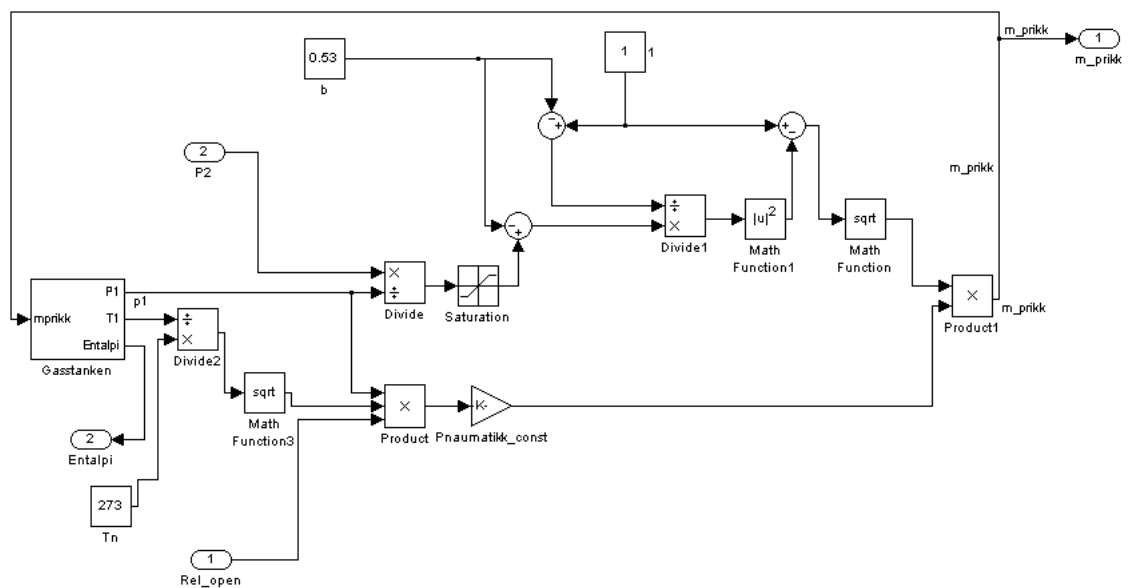 m_prikk
1
m_prikk
0.53
b
1
1
-
+
+
-
2
P2
m_prikk
÷
×
Divide1
|u|²
Math
Function1
sqrt
Math
Function
-
+
×
÷
Divide
Saturation
×
Product1
m_prikk
mprikk
P1
T1
Entalpi
Gasstanken
p1
÷
×
Divide2
sqrt
Math
Function3
×
Product
-K-
Pnaumatikk_const
2
Entalpi
273
Tn
1
Rel_open